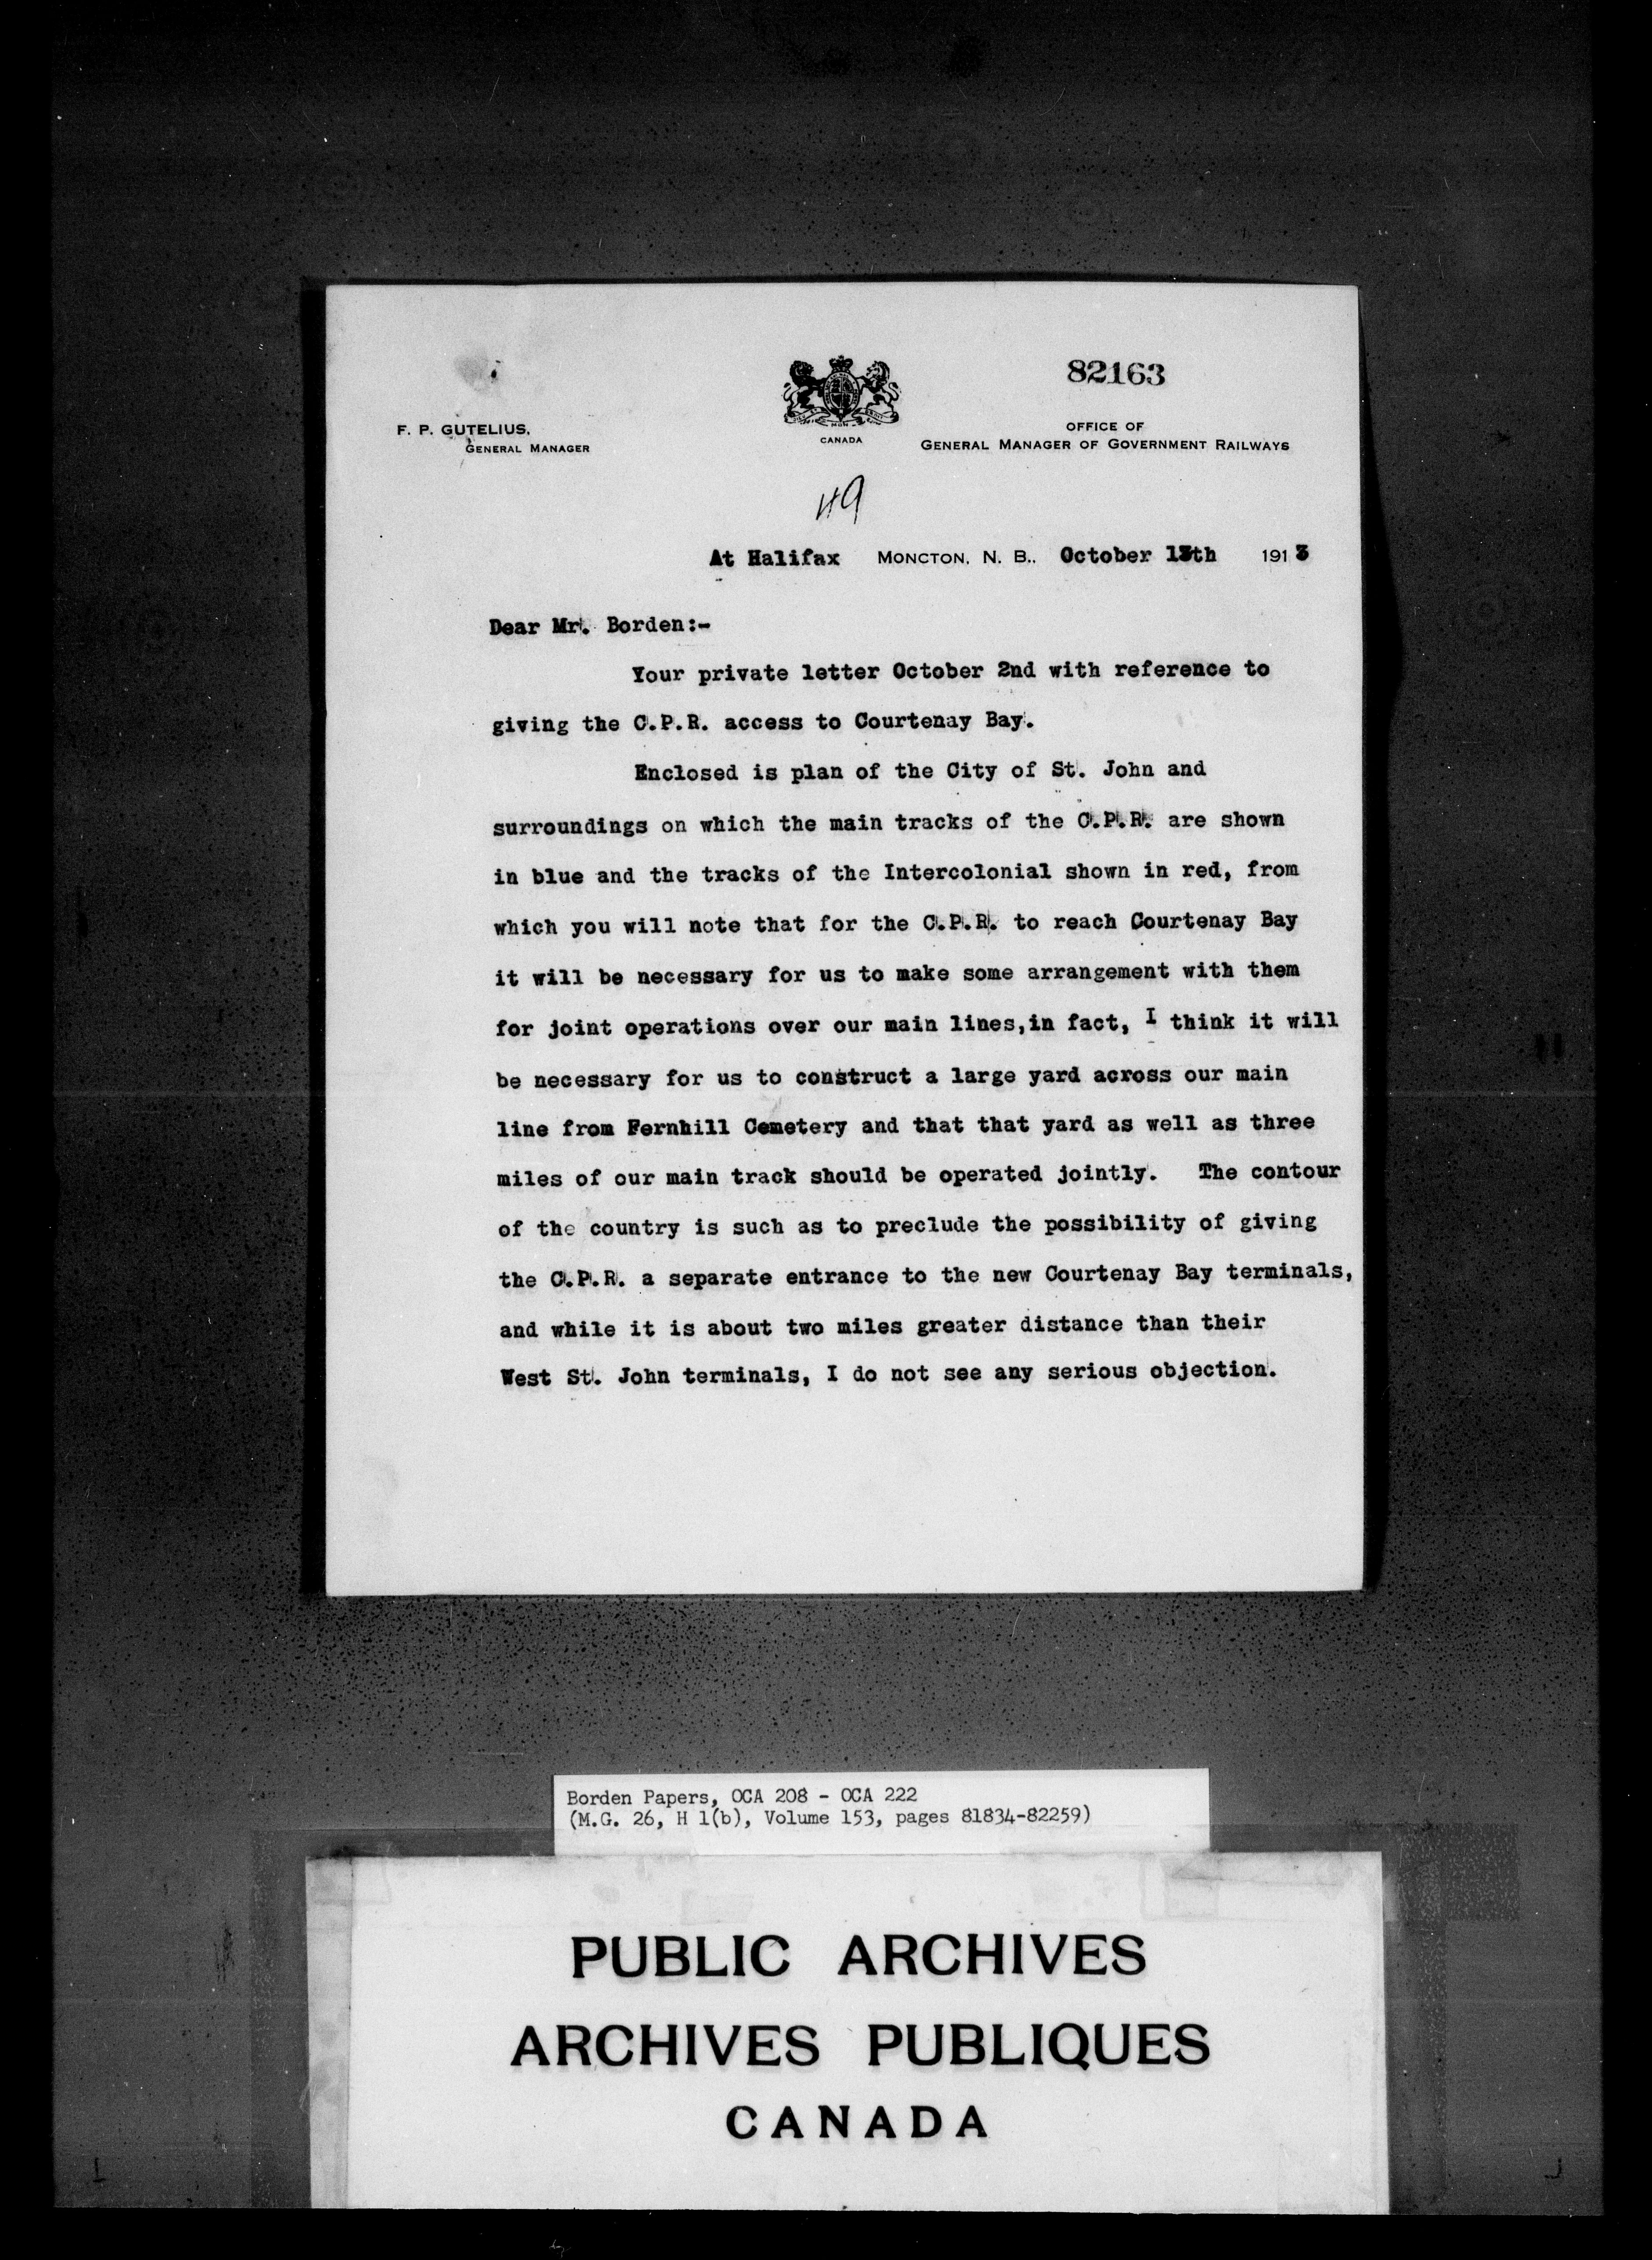 82163
F. P. GUTELIUS,
GENERAL MANAGER
CANADA
OFFICE OF
GENERAL MANAGER OF GOVERNMENT RAILWAYS
At Halifax MONCTON, N. B., October 13th 1913
Dear Mr. Borden:-
Your private letter October 2nd with reference to
giving the C.P.R. access to Courtenay Bay.
Enclosed is plan of the City of St. John and
surroundings on which the main tracks of the C.P.R. are shown
in blue and the tracks of the Intercolonial shown in red, from
which you will note that for the C.P.R. to reach Courtenay Bay
it will be necessary for us to make some arrangement with them
for joint operations over our main lines,in fact, I think it will
be necessary for us to construct a large yard across our main
line from Fernhill Cemetery and that that yard as well as three
miles of our main track should be operated jointly. The contour
of the country is such as to preclude the possibility of giving
the C.P.R. a separate entrance to the new Courtenay Bay terminals,
and while it is about two miles greater distance than their
West St. John terminals, I do not see any serious objection.
Borden Papers, OCA 208 - OCA 222
(M.G. 26, H 1(b), Volume 153, pages 81834-82259)
PUBLIC ARCHIVES
ARCHIVES PUBLIQUES
CANADA